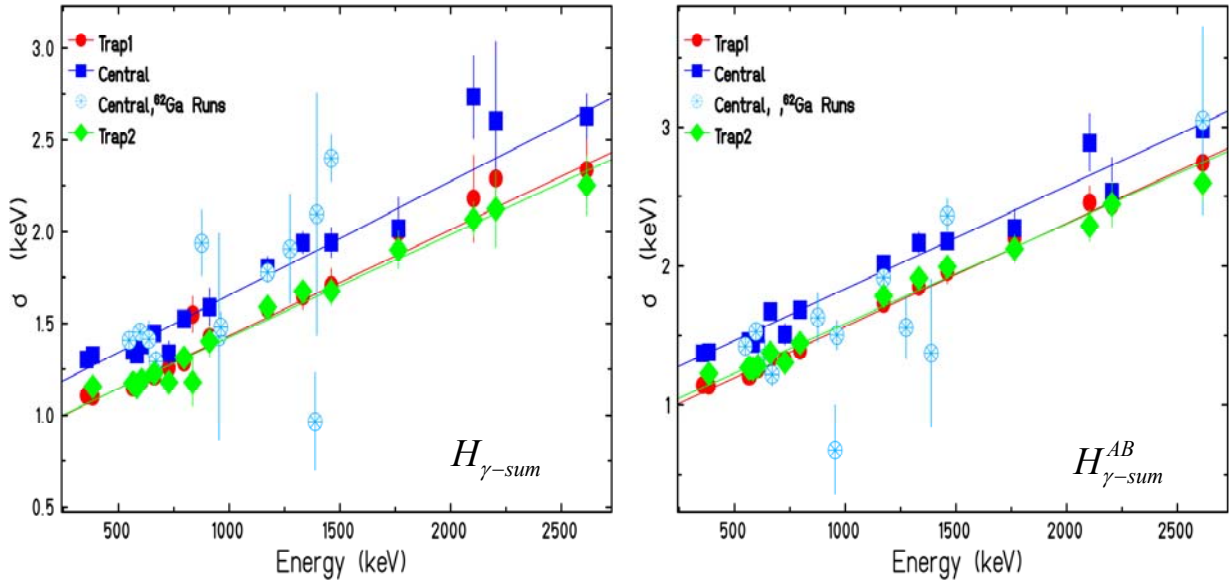 3.0
2.5
2.0
1.5
1.0
0.5
σ (keV)
Trap1
Central
Central,⁶²Ga Runs
Trap2
H_{γ−sum}
500 1000 1500 2000 2500
Energy (keV)
3
2
1
σ (keV)
Trap1
Central
Central, ,⁶²Ga Runs
Trap2
H^{AB}_{γ−sum}
500 1000 1500 2000 2500
Energy (keV)